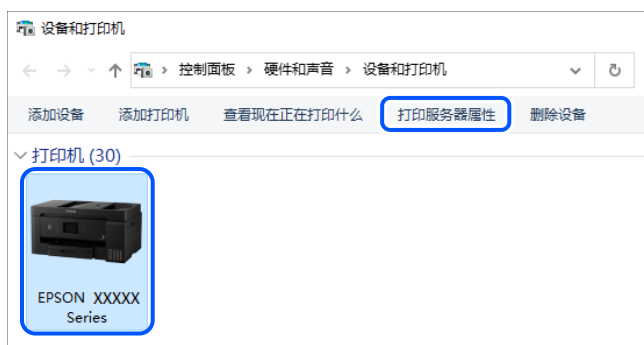 设备和打印机
控制面板 › 硬件和声音 › 设备和打印机
添加设备 添加打印机 查看现在正在打印什么 打印服务器属性 删除设备
打印机 (30)
EPSON XXXXX
Series